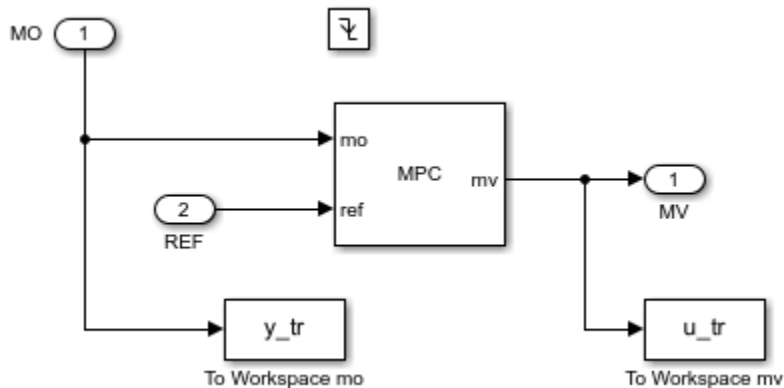 MO
1
mo
MPC
mv
1
MV
2
ref
REF
y_tr
u_tr
To Workspace mo
To Workspace mv